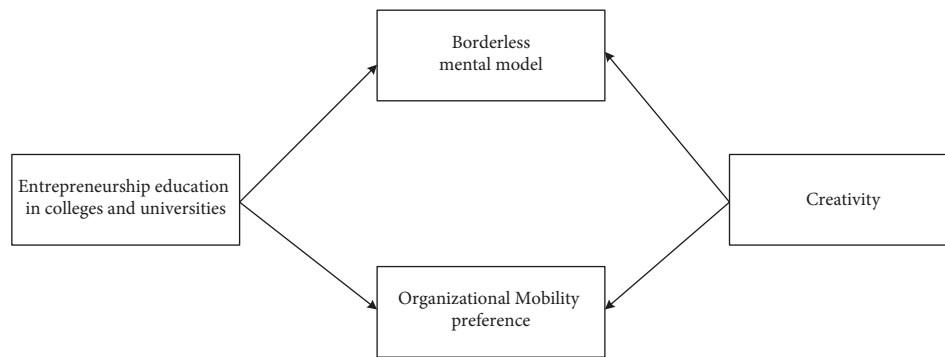 Borderless
mental model
Entrepreneurship education
in colleges and universities
Creativity
Organizational Mobility
preference